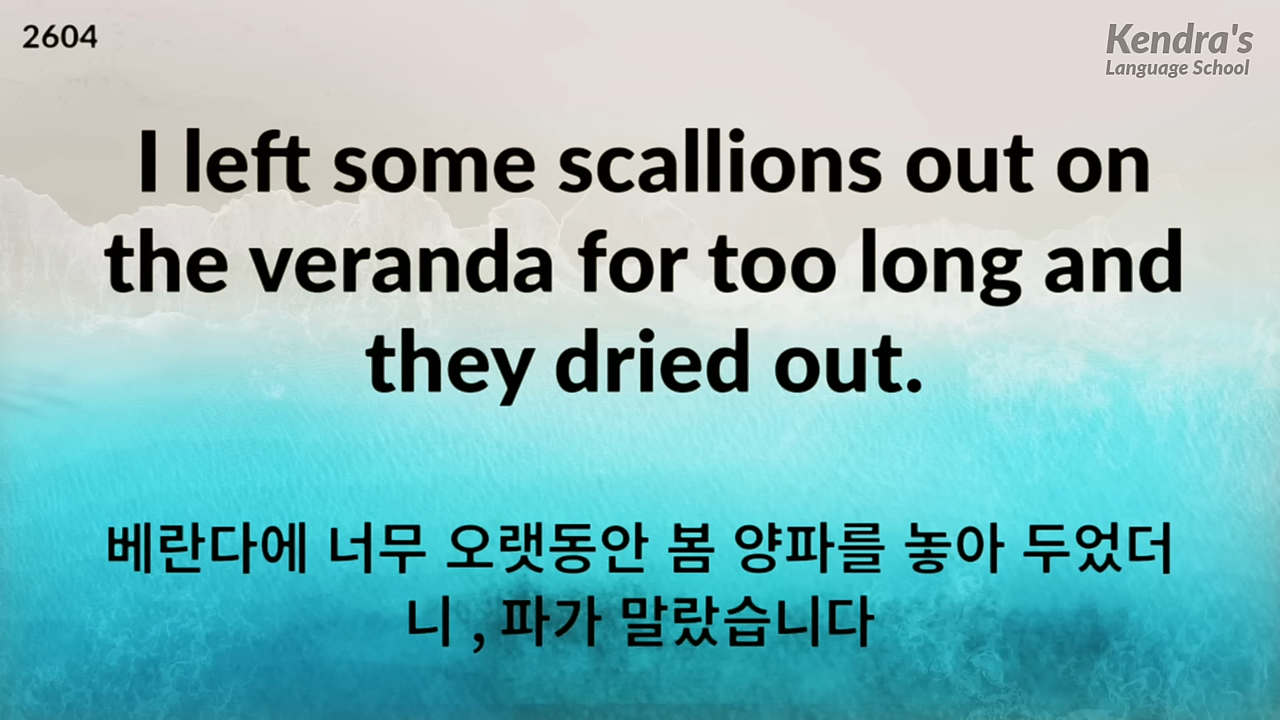 2604
Kendra's
Language School
I left some scallions out on
the veranda for too long and
they dried out.
베란다에 너무 오랫동안 봄 양파를 놓아 두었더
니 , 파가 말랐습니다